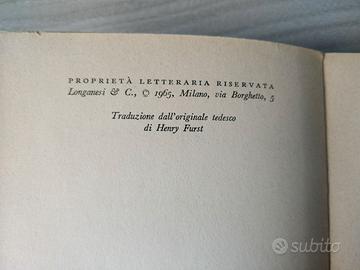 PROPRIETÀ LETTERARIA RISERVATA
Longanesi & C., © 1965, Milano, via Borghetto, 5
Traduzione dall'originale tedesco
di Henry Furst
subito